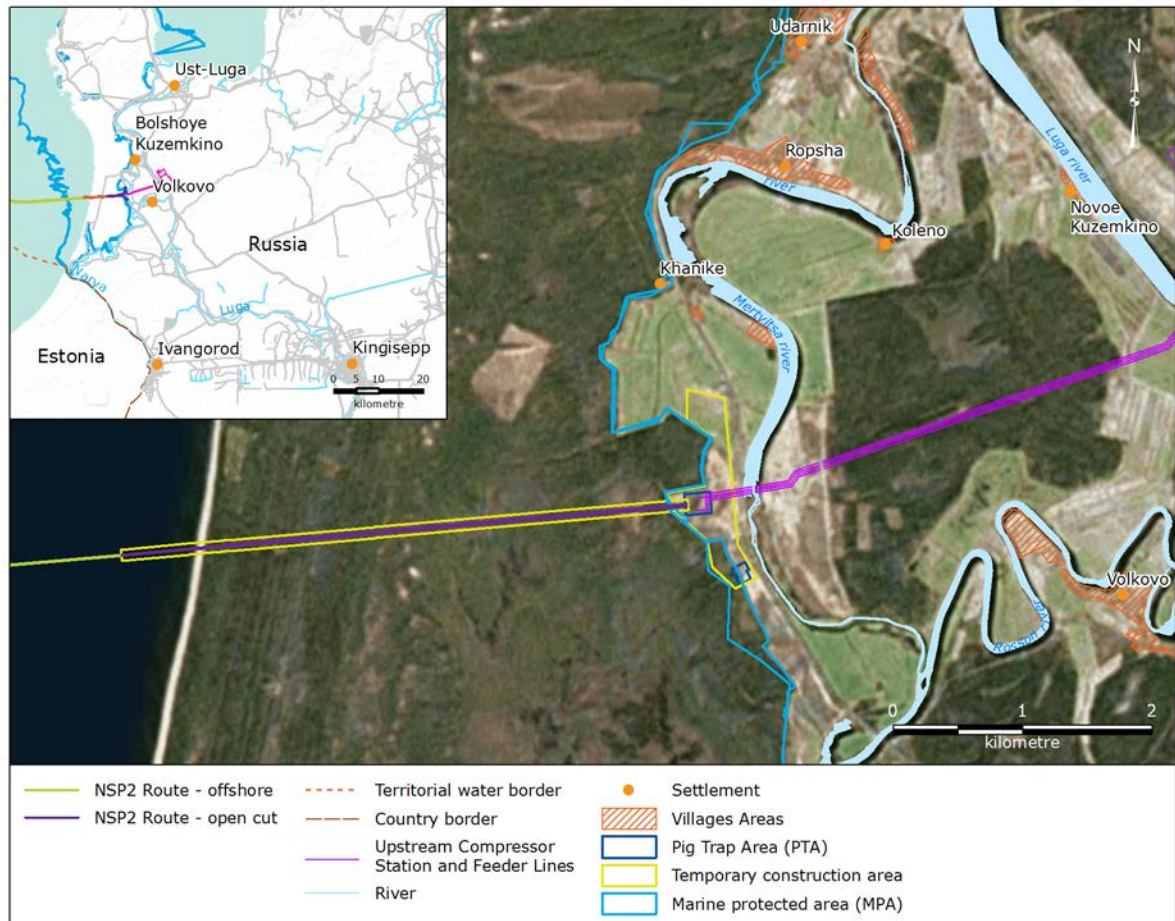 Ust-Luga
Bolshoye
Kuzemkino
Volkovo
Russia
Narva
Luga
Estonia
Ivangorod
Kingisepp
0 5 10 20
kilometre
Udarnik
N
Ropsha
river
Luga river
Novoe
Kuzemkino
Koleno
Khanike
Mertvitsa river
Volkovo
Rosson river
0 1 2
kilometre
NSP2 Route - offshore
NSP2 Route - open cut
Territorial water border
Country border
Upstream Compressor
Station and Feeder Lines
River
Settlement
Villages Areas
Pig Trap Area (PTA)
Temporary construction area
Marine protected area (MPA)